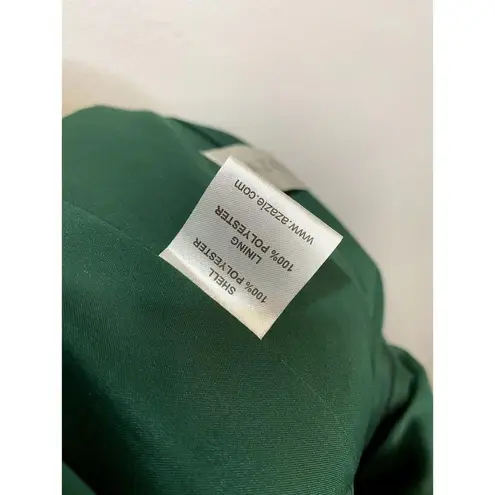 SHELL
100% POLYESTER
LINING
100% POLYESTER
www.azazie.com